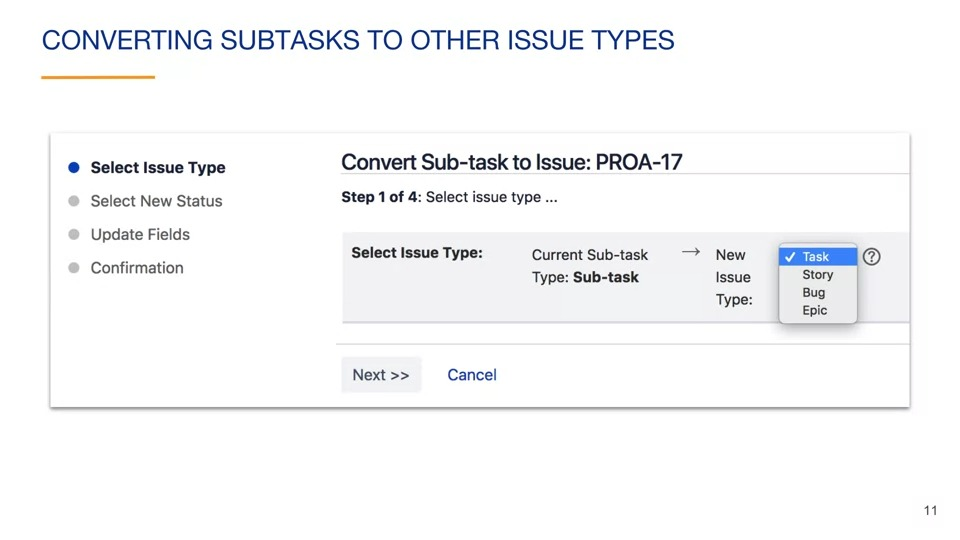 CONVERTING SUBTASKS TO OTHER ISSUE TYPES
Select Issue Type
Select New Status
Update Fields
Confirmation
Convert Sub-task to Issue: PROA-17
Step 1 of 4: Select issue type ...
Select Issue Type:
Current Sub-task
Type: Sub-task
→
New
Issue
Type:
✓ Task
Story
Bug
Epic
?
Next >>
Cancel
11